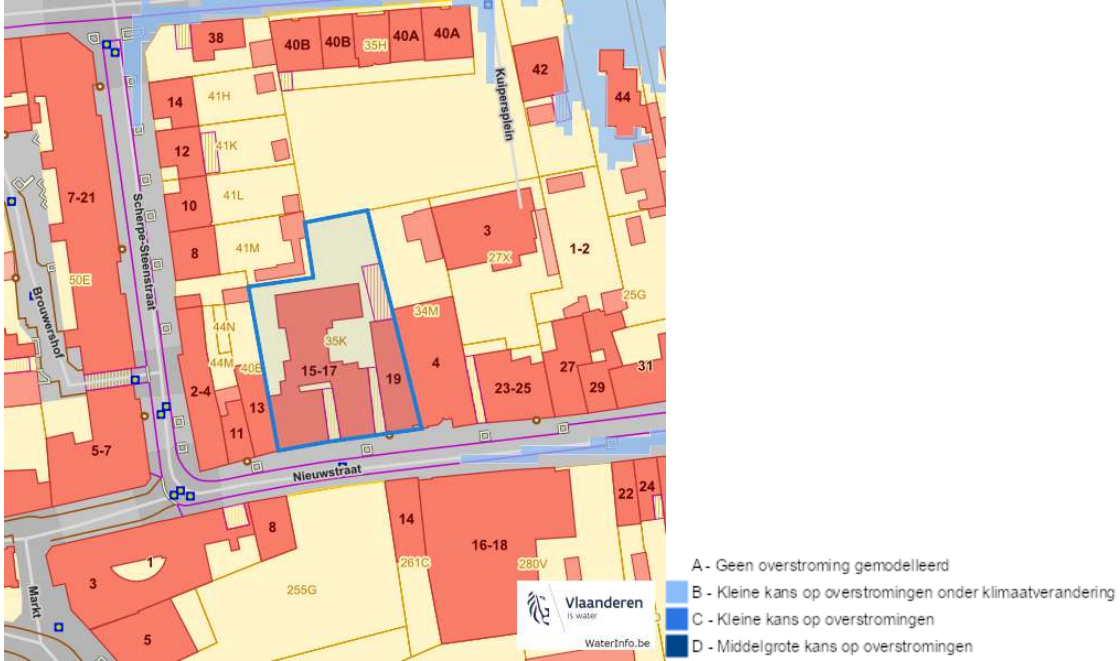 38
40B
40B
35H
40A
40A
42
44
Kuipersplein
14
41H
12
41K
7-21
Scherpe-Steenstraat
10
41L
8
41M
3
27X
1-2
50E
Brouwershof
25G
34M
44N
35K
44M
40B
15-17
19
4
2-4
13
11
23-25
27
29
31
5-7
Nieuwstraat
22
24
8
14
16-18
1
3
261C
280V
255G
Markt
5
Vlaanderen
is water
WaterInfo.be
A - Geen overstroming gemodelleerd
B - Kleine kans op overstromingen onder klimaatverandering
C - Kleine kans op overstromingen
D - Middelgrote kans op overstromingen